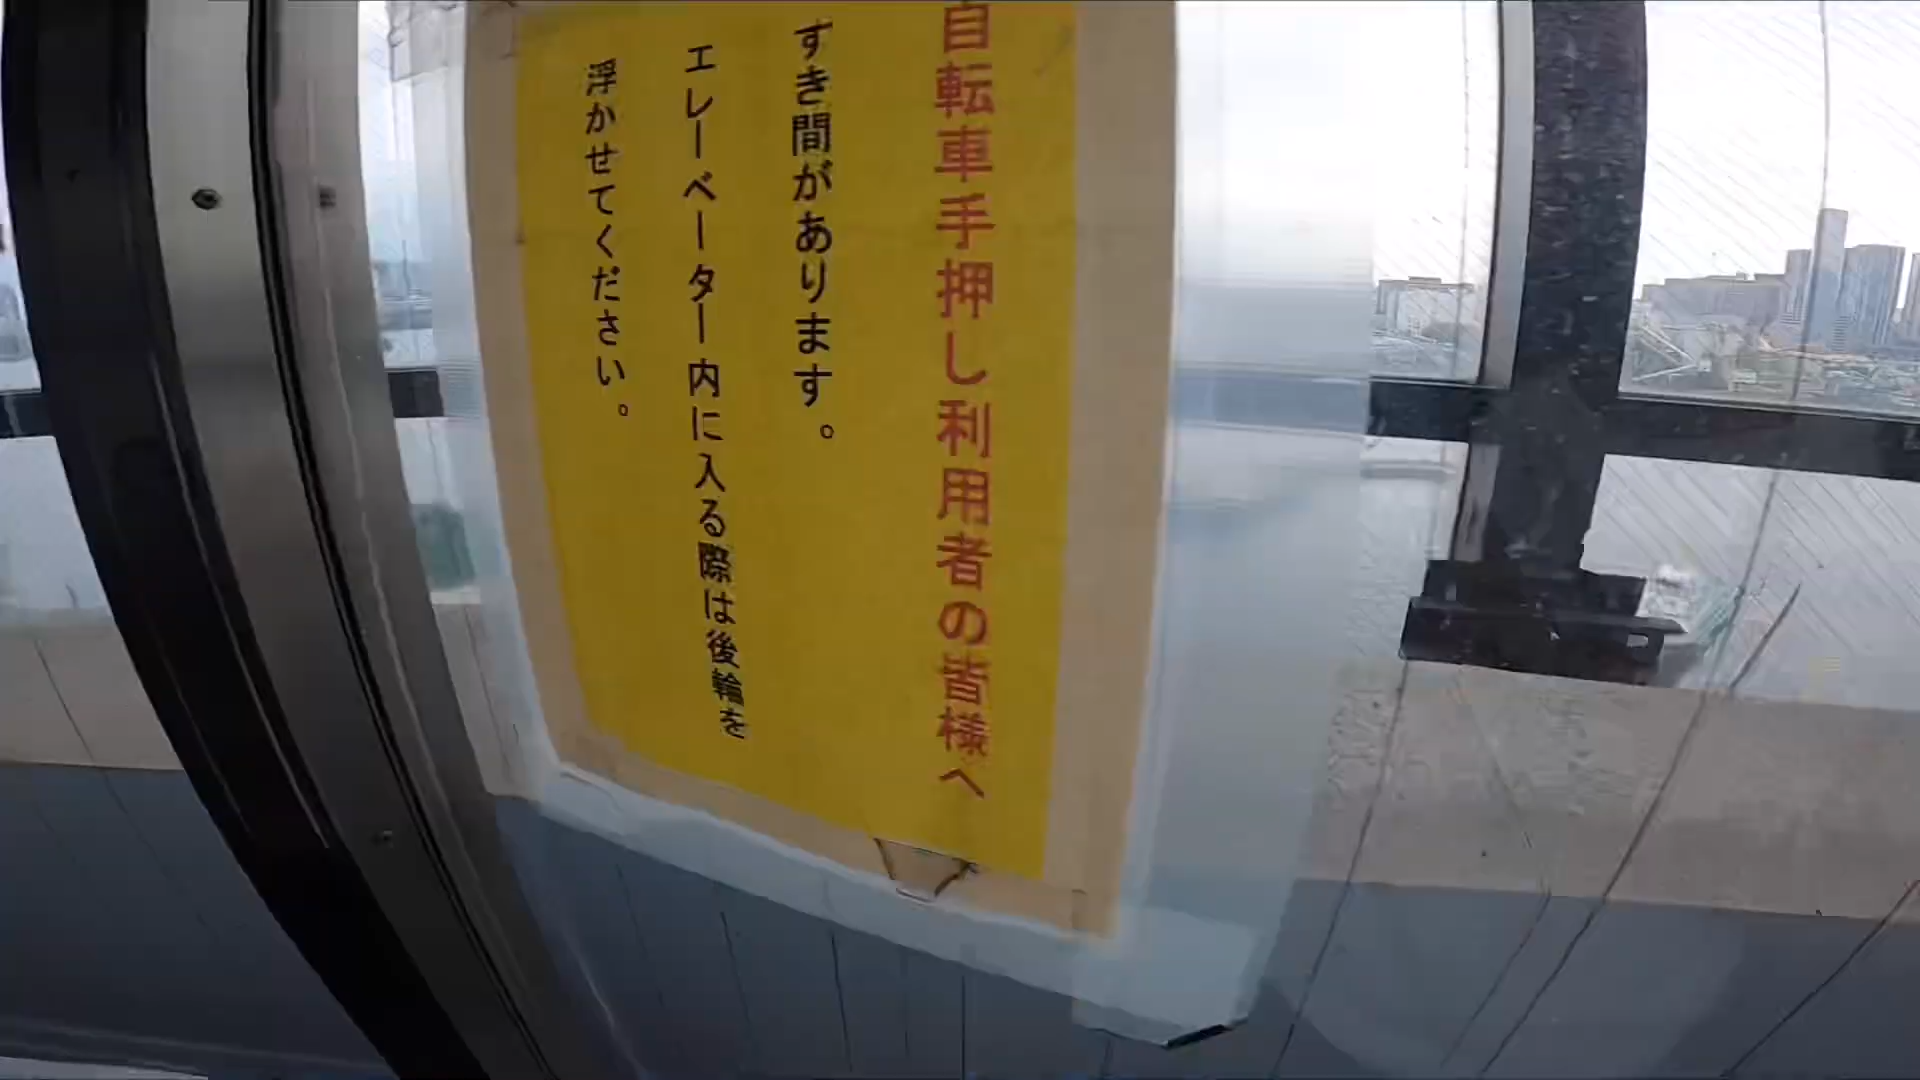 自転車手押し利用者の皆様へ
すき間があります。
エレーベーター内に入る際は後輪を
浮かせてください。